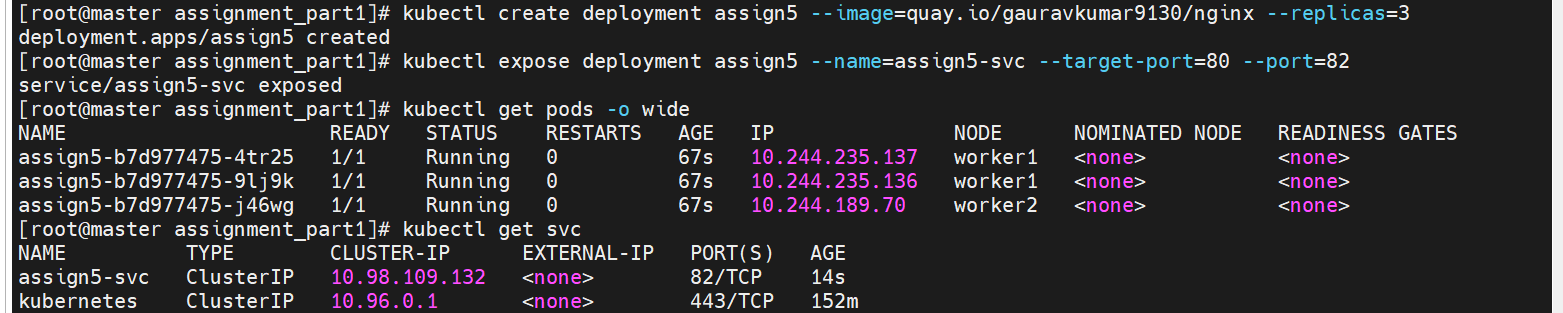 [root@master assignment_part1]# kubectl create deployment assign5 --image=quay.io/gauravkumar9130/nginx --replicas=3
deployment.apps/assign5 created
[root@master assignment_part1]# kubectl expose deployment assign5 --name=assign5-svc --target-port=80 --port=82
service/assign5-svc exposed
[root@master assignment_part1]# kubectl get pods -o wide
NAME READY STATUS RESTARTS AGE IP NODE NOMINATED NODE READINESS GATES
assign5-b7d977475-4tr25 1/1 Running 0 67s 10.244.235.137 worker1 <none> <none>
assign5-b7d977475-9lj9k 1/1 Running 0 67s 10.244.235.136 worker1 <none> <none>
assign5-b7d977475-j46wg 1/1 Running 0 67s 10.244.189.70 worker2 <none> <none>
[root@master assignment_part1]# kubectl get svc
NAME TYPE CLUSTER-IP EXTERNAL-IP PORT(S) AGE
assign5-svc ClusterIP 10.98.109.132 <none> 82/TCP 14s
kubernetes ClusterIP 10.96.0.1 <none> 443/TCP 152m